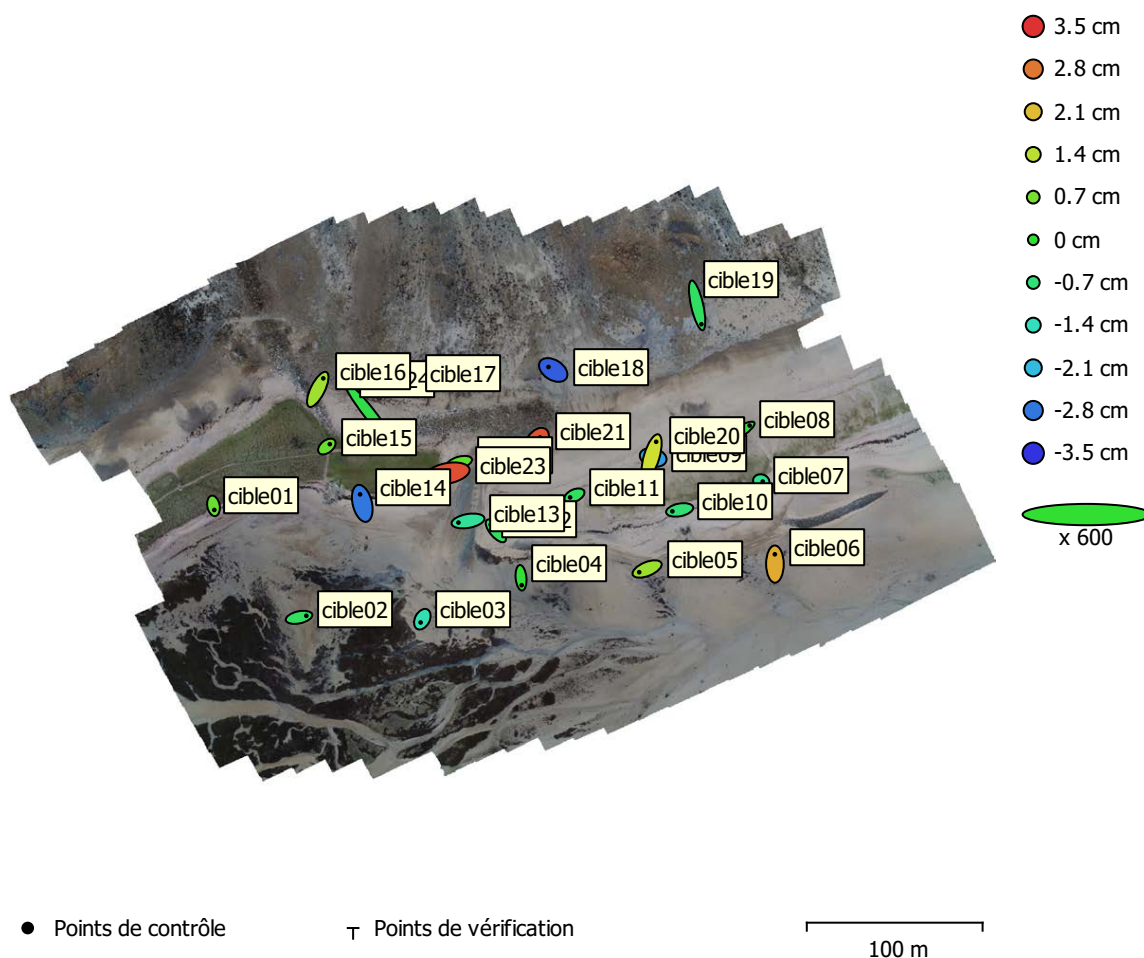 3.5 cm
2.8 cm
2.1 cm
1.4 cm
0.7 cm
0 cm
-0.7 cm
-1.4 cm
-2.1 cm
-2.8 cm
-3.5 cm
x 600
cible19
cible16
cible17
cible18
cible08
cible21
cible20
cible15
cible09
cible23
cible07
cible14
cible11
cible01
cible10
cible13
cible06
cible04
cible05
cible02
cible03
Points de contrôle
Points de vérification
100 m